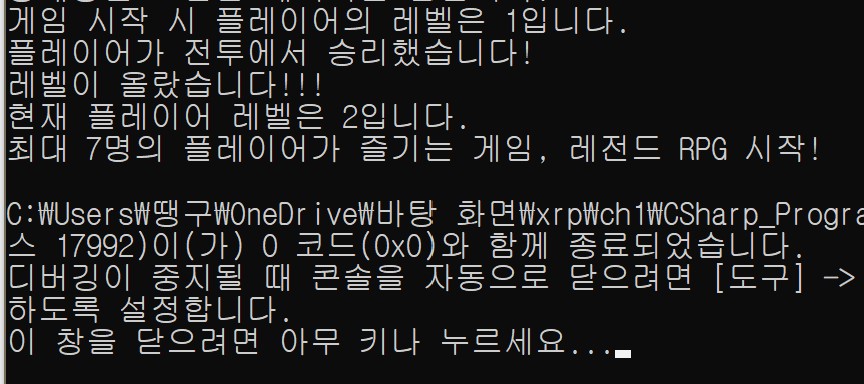 게임 시작 시 플레이어의 레벨은 1입니다.
플레이어가 전투에서 승리했습니다!
레벨이 올랐습니다!!!
현재 플레이어 레벨은 2입니다.
최대 7명의 플레이어가 즐기는 게임, 레전드 RPG 시작!
C:₩Users₩땡구₩OneDrive₩바탕 화면₩xrp₩ch1₩CSharp_Progra
스 17992)이(가) 0 코드(0x0)와 함께 종료되었습니다.
디버깅이 중지될 때 콘솔을 자동으로 닫으려면 [도구] ->
하도록 설정합니다.
이 창을 닫으려면 아무 키나 누르세요...